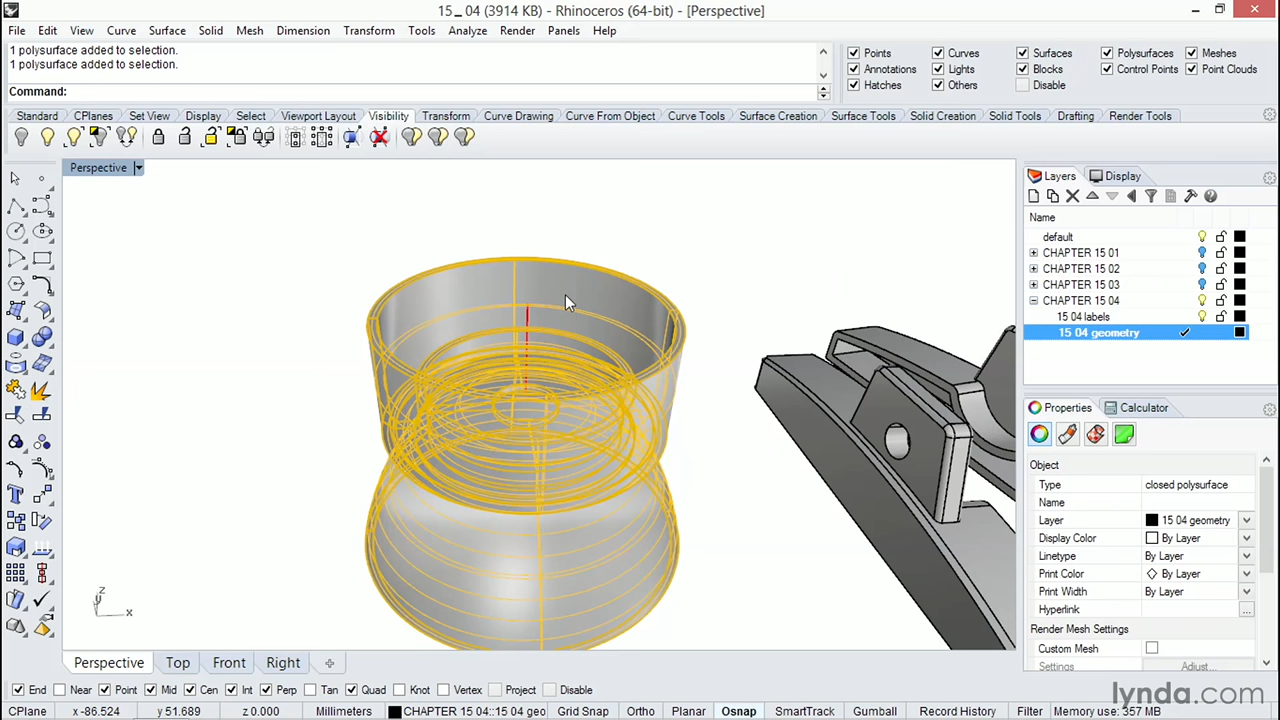 15_ 04 (3914 KB) - Rhinoceros (64-bit) - [Perspective]
File Edit View Curve Surface Solid Mesh Dimension Transform Tools Analyze Render Panels Help
1 polysurface added to selection.
1 polysurface added to selection.
Command:
Points Curves Surfaces Polysurfaces Meshes
Annotations Lights Blocks Control Points Point Clouds
Hatches Others Disable
Standard CPlanes Set View Display Select Viewport Layout Visibility Transform Curve Drawing Curve From Object Curve Tools Surface Creation Surface Tools Solid Creation Solid Tools Drafting Render Tools
Perspective
Layers Display
Name
default
CHAPTER 15 01
CHAPTER 15 02
CHAPTER 15 03
CHAPTER 15 04
15 04 labels
15 04 geometry
Properties Calculator
Object
Type closed polysurface
Name
Layer 15 04 geometry
Display Color By Layer
Linetype By Layer
Print Color By Layer
Print Width By Layer
Hyperlink ...
Render Mesh Settings
Custom Mesh
Settings Adjust...
z
y
x
Perspective Top Front Right
End Near Point Mid Cen Int Perp Tan Quad Knot Vertex Project Disable
lynda.com
CPlane x -86.524 y 51.689 z 0.000 Millimeters CHAPTER 15 04::15 04 geo Grid Snap Ortho Planar Osnap SmartTrack Gumball Record History Filter Memory use: 357 MB